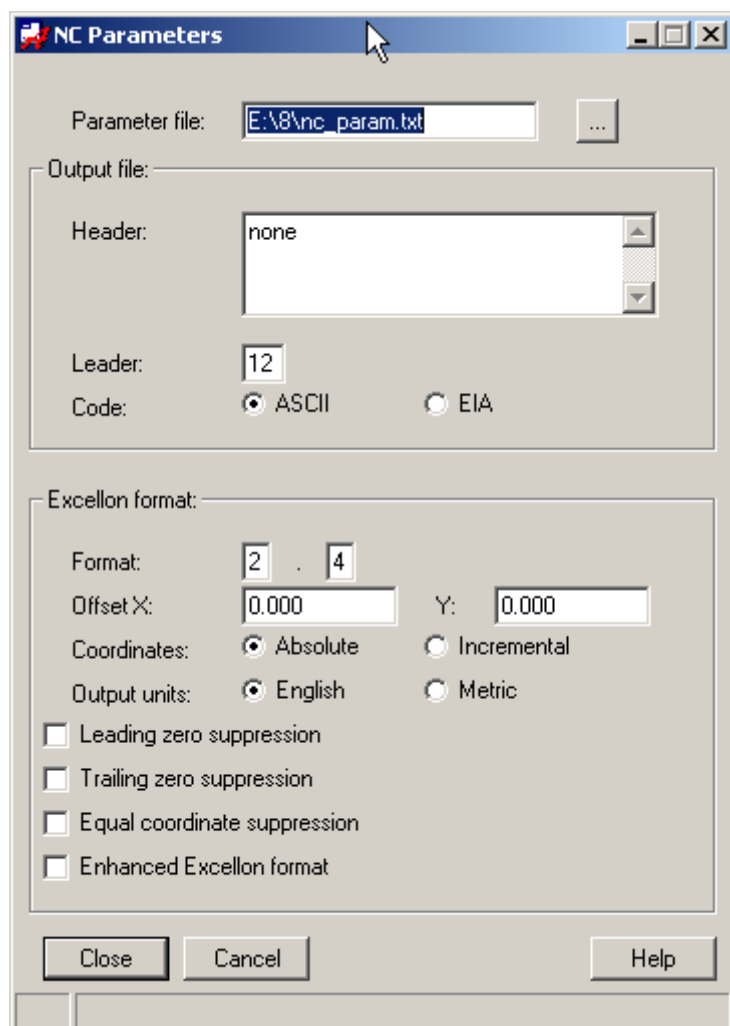 NC Parameters
Parameter file: E:\8\nc_param.txt ...
Output file:
Header: none
Leader: 12
Code: ASCII EIA
Excellon format:
Format: 2 . 4
Offset X: 0.000 Y: 0.000
Coordinates: Absolute Incremental
Output units: English Metric
Leading zero suppression
Trailing zero suppression
Equal coordinate suppression
Enhanced Excellon format
Close Cancel Help